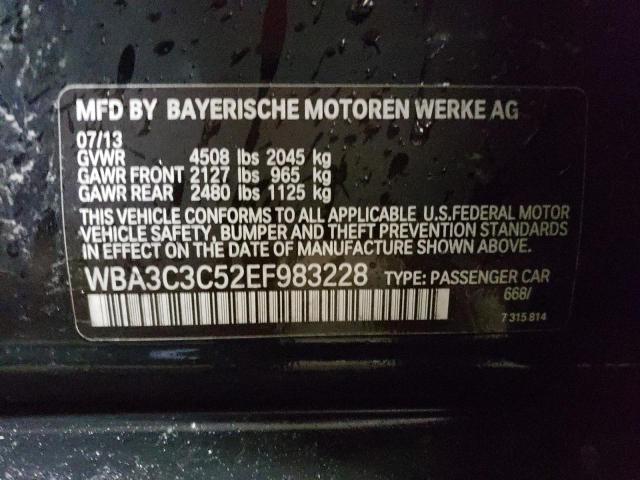 MFD BY BAYERISCHE MOTOREN WERKE AG
07/13
GVWR 4508 lbs 2045 kg
GAWR FRONT 2127 lbs 965 kg
GAWR REAR 2480 lbs 1125 kg
THIS VEHICLE CONFORMS TO ALL APPLICABLE U.S.FEDERAL MOTOR
VEHICLE SAFETY, BUMPER AND THEFT PREVENTION STANDARDS
IN EFFECT ON THE DATE OF MANUFACTURE SHOWN ABOVE.
WBA3C3C52EF983228 TYPE: PASSENGER CAR
668/
7 315 814